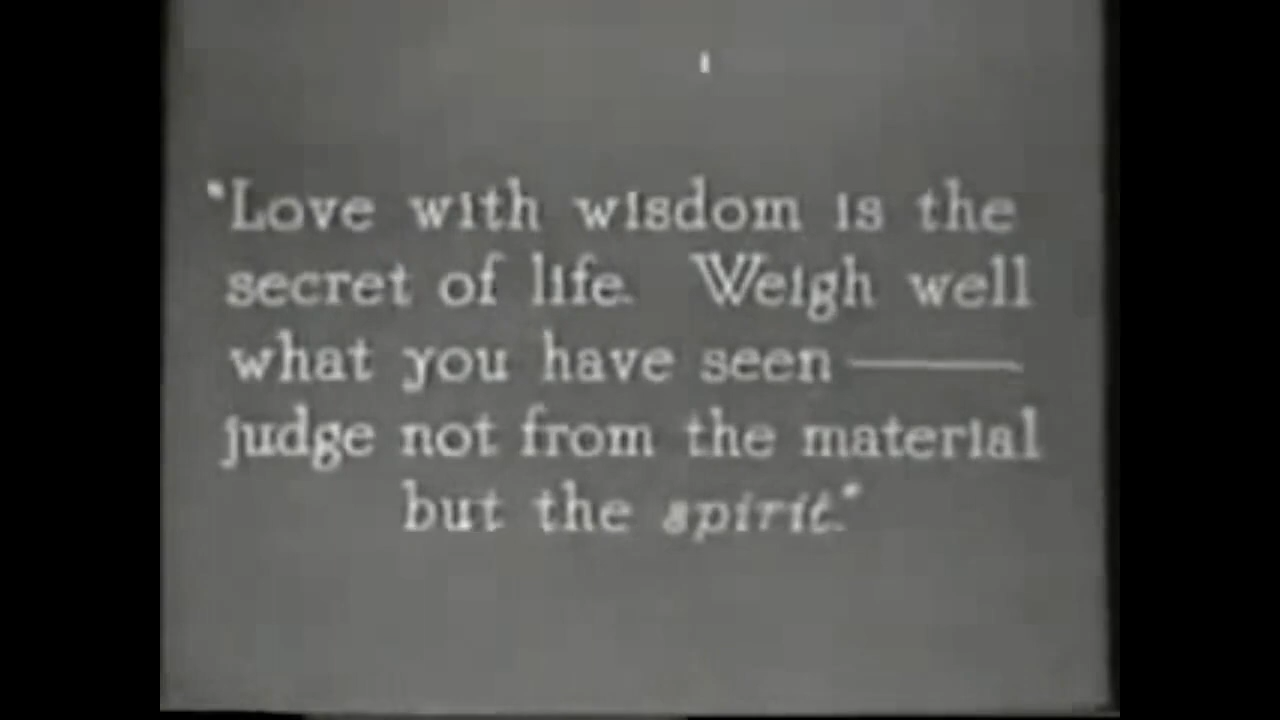 "Love with wisdom is the
secret of life. Weigh well
what you have seen ——
judge not from the material
but the spirit."